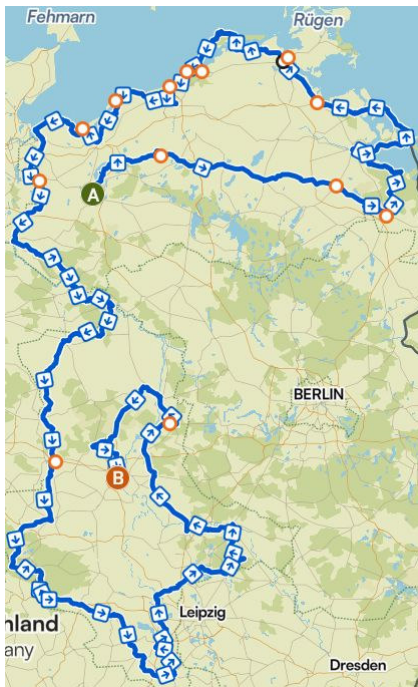 Fehmarn
Rügen
A
BERLIN
B
Leipzig
nland
any
Dresden